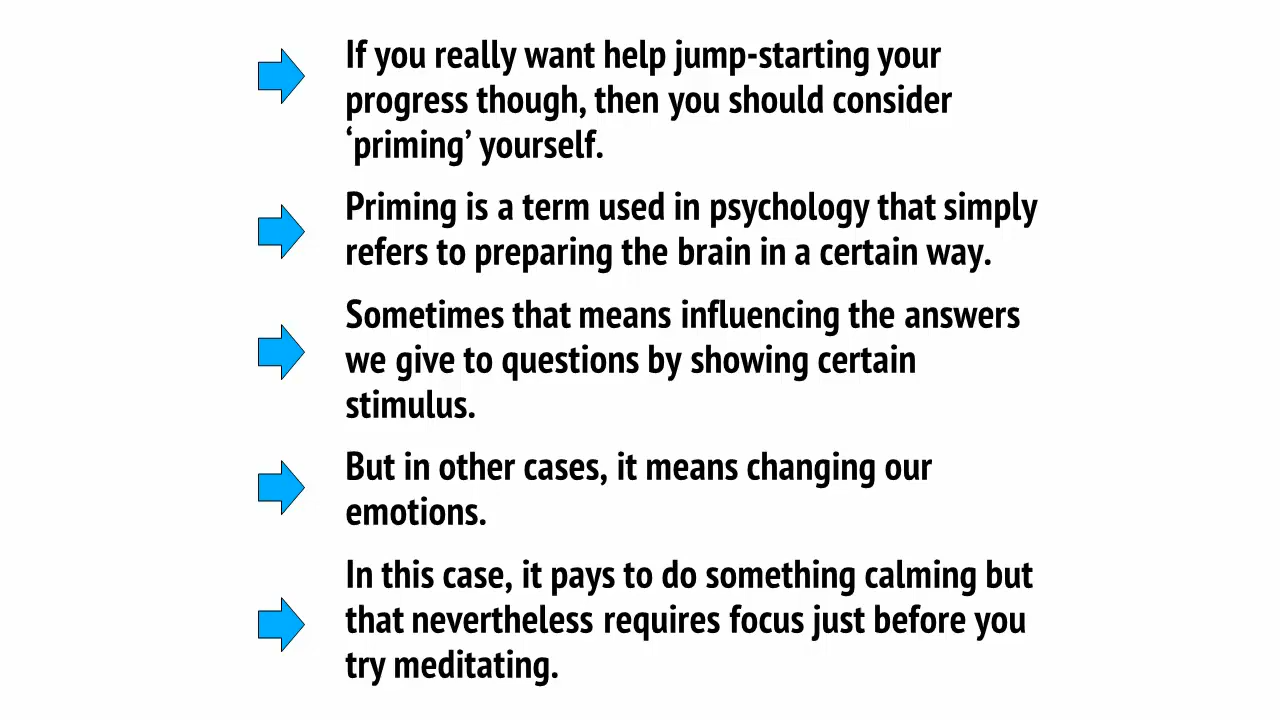 If you really want help jump-starting your
progress though, then you should consider
‘priming’ yourself.
Priming is a term used in psychology that simply
refers to preparing the brain in a certain way.
Sometimes that means influencing the answers
we give to questions by showing certain
stimulus.
But in other cases, it means changing our
emotions.
In this case, it pays to do something calming but
that nevertheless requires focus just before you
try meditating.